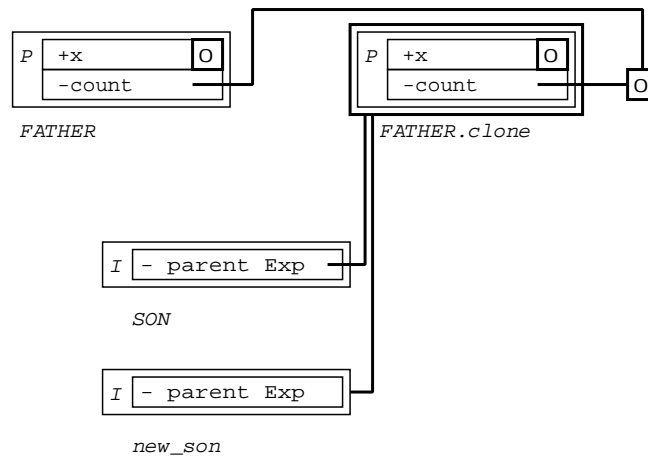 P +x O
-count
FATHER
P +x O
-count O
FATHER.clone
I - parent Exp
SON
I - parent Exp
new_son